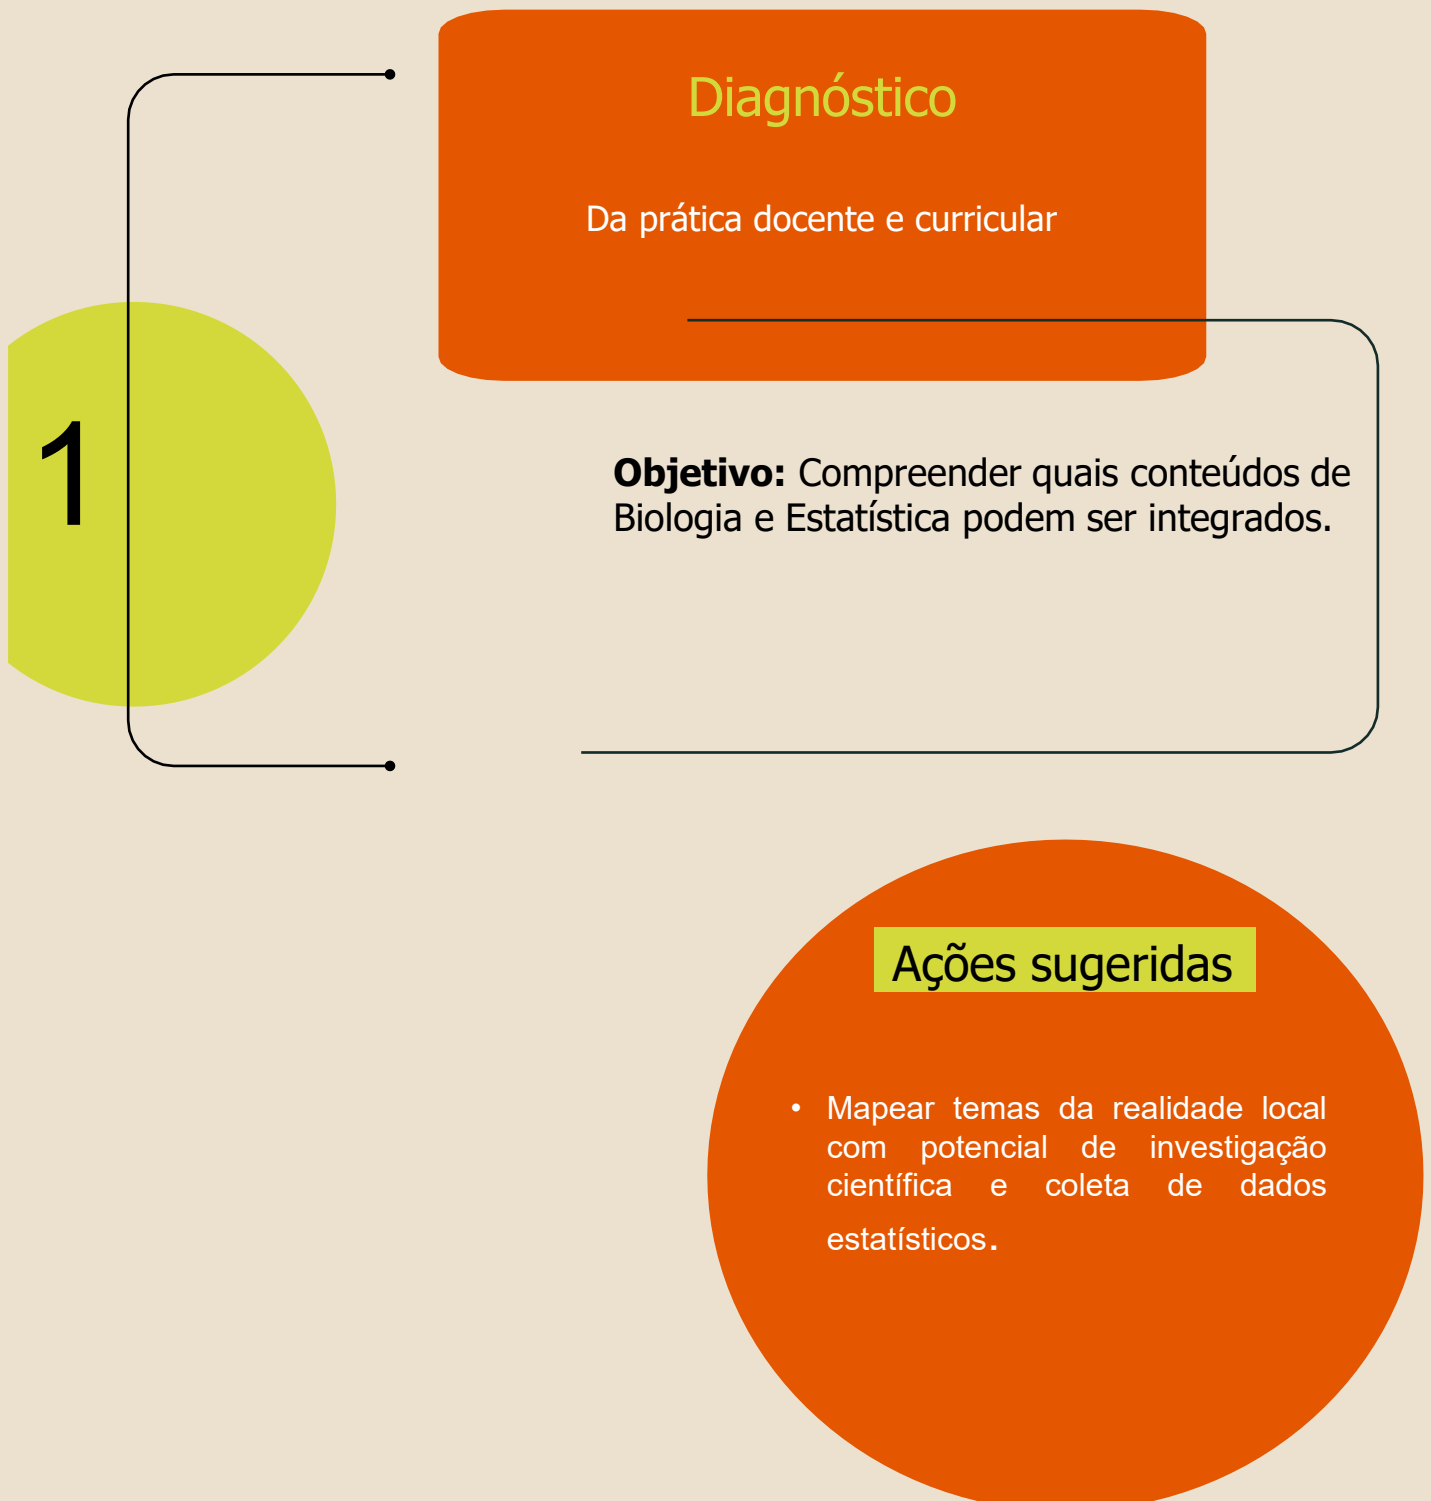 Diagnóstico
Da prática docente e curricular
1
Objetivo: Compreender quais conteúdos de
Biologia e Estatística podem ser integrados.
Ações sugeridas
• Mapear temas da realidade local
com potencial de investigação
científica e coleta de dados
estatísticos.